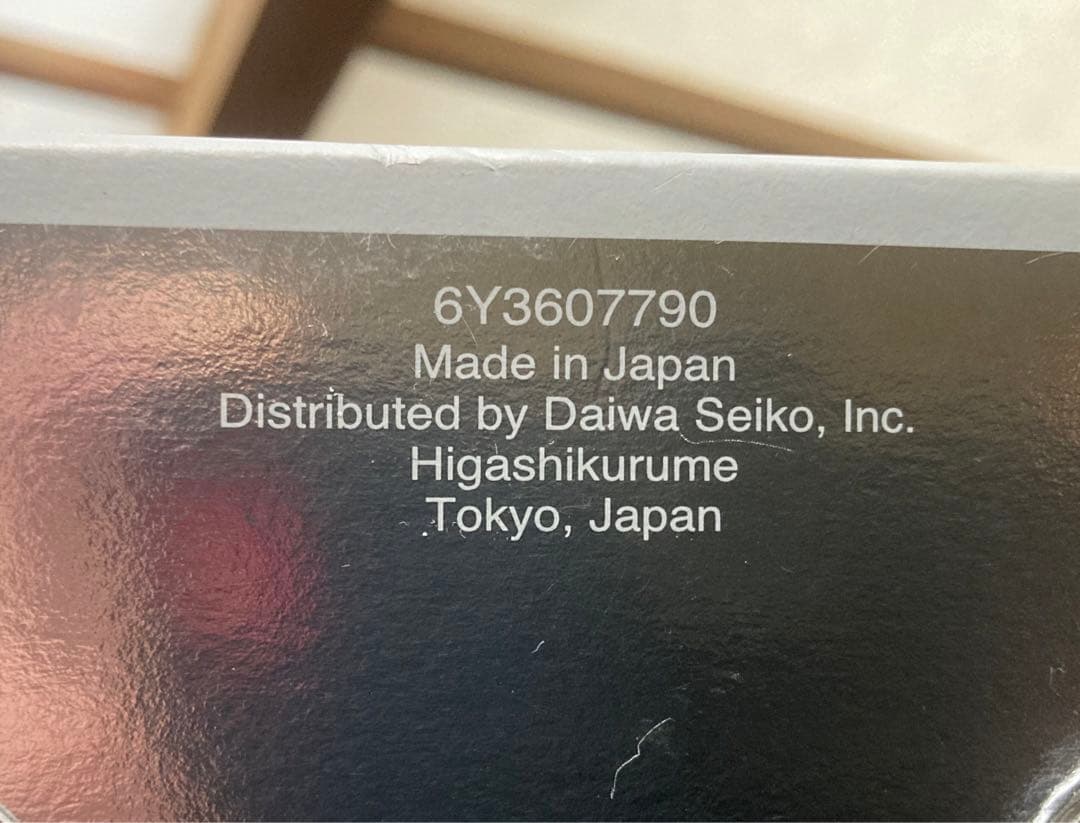 6Y3607790
Made in Japan
Distributed by Daiwa Seiko, Inc.
Higashikurume
Tokyo, Japan